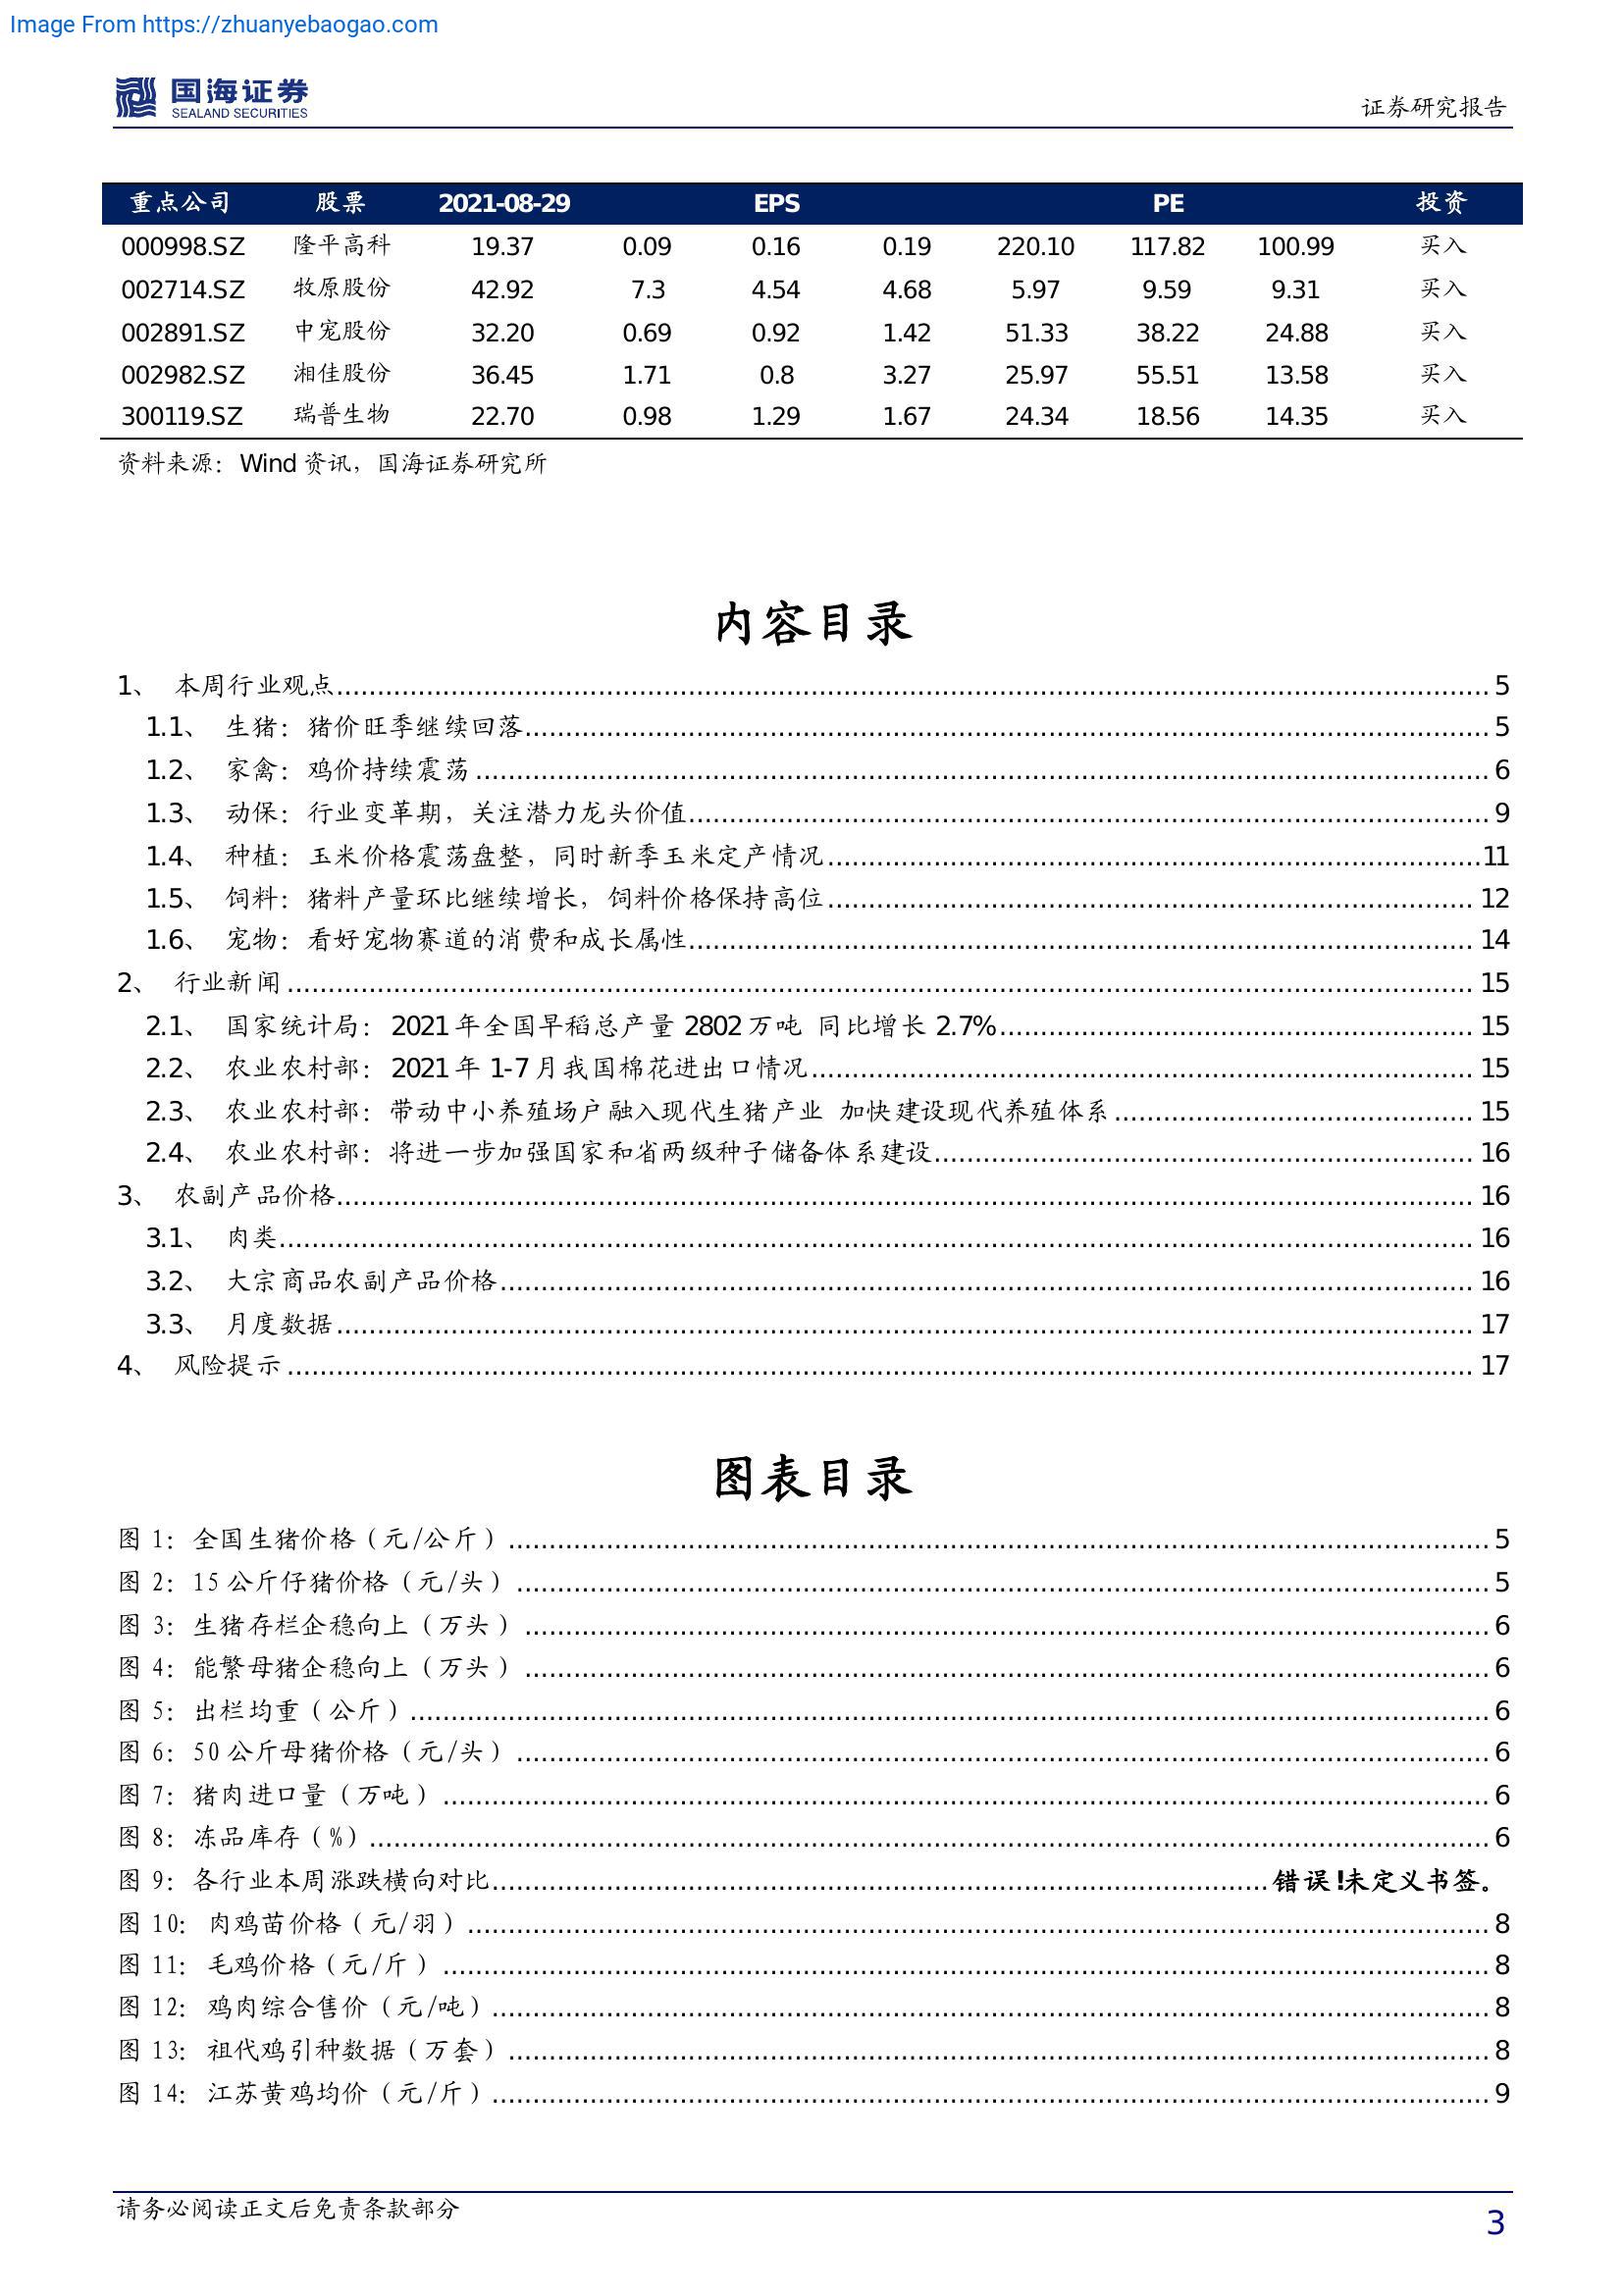 Image From https://zhuanyebaogao.com
国海证券
SEALAND SECURITIES
证券研究报告
重点公司 股票 2021-08-29 EPS PE 投资
000998.SZ 隆平高科 19.37 0.09 0.16 0.19 220.10 117.82 100.99 买入
002714.SZ 牧原股份 42.92 7.3 4.54 4.68 5.97 9.59 9.31 买入
002891.SZ 中宠股份 32.20 0.69 0.92 1.42 51.33 38.22 24.88 买入
002982.SZ 湘佳股份 36.45 1.71 0.8 3.27 25.97 55.51 13.58 买入
300119.SZ 瑞普生物 22.70 0.98 1.29 1.67 24.34 18.56 14.35 买入
资料来源：Wind 资讯，国海证券研究所
内容目录
1、 本周行业观点 5
1.1、 生猪：猪价旺季继续回落 5
1.2、 家禽：鸡价持续震荡 6
1.3、 动保：行业变革期，关注潜力龙头价值 9
1.4、 种植：玉米价格震荡盘整，同时新季玉米定产情况 11
1.5、 饲料：猪料产量环比继续增长，饲料价格保持高位 12
1.6、 宠物：看好宠物赛道的消费和成长属性 14
2、 行业新闻 15
2.1、 国家统计局：2021 年全国早稻总产量 2802 万吨 同比增长 2.7% 15
2.2、 农业农村部：2021 年 1-7 月我国棉花进出口情况 15
2.3、 农业农村部：带动中小养殖场户融入现代生猪产业 加快建设现代养殖体系 15
2.4、 农业农村部：将进一步加强国家和省两级种子储备体系建设 16
3、 农副产品价格 16
3.1、 肉类 16
3.2、 大宗商品农副产品价格 16
3.3、 月度数据 17
4、 风险提示 17
图表目录
图 1：全国生猪价格（元/公斤） 5
图 2：15 公斤仔猪价格（元/头） 5
图 3：生猪存栏企稳向上（万头） 6
图 4：能繁母猪企稳向上（万头） 6
图 5：出栏均重（公斤） 6
图 6：50 公斤母猪价格（元/头） 6
图 7：猪肉进口量（万吨） 6
图 8：冻品库存（%） 6
图 9：各行业本周涨跌横向对比 错误!未定义书签。
图 10：肉鸡苗价格（元/羽） 8
图 11：毛鸡价格（元/斤） 8
图 12：鸡肉综合售价（元/吨） 8
图 13：祖代鸡引种数据（万套） 8
图 14：江苏黄鸡均价（元/斤） 9
请务必阅读正文后免责条款部分
3